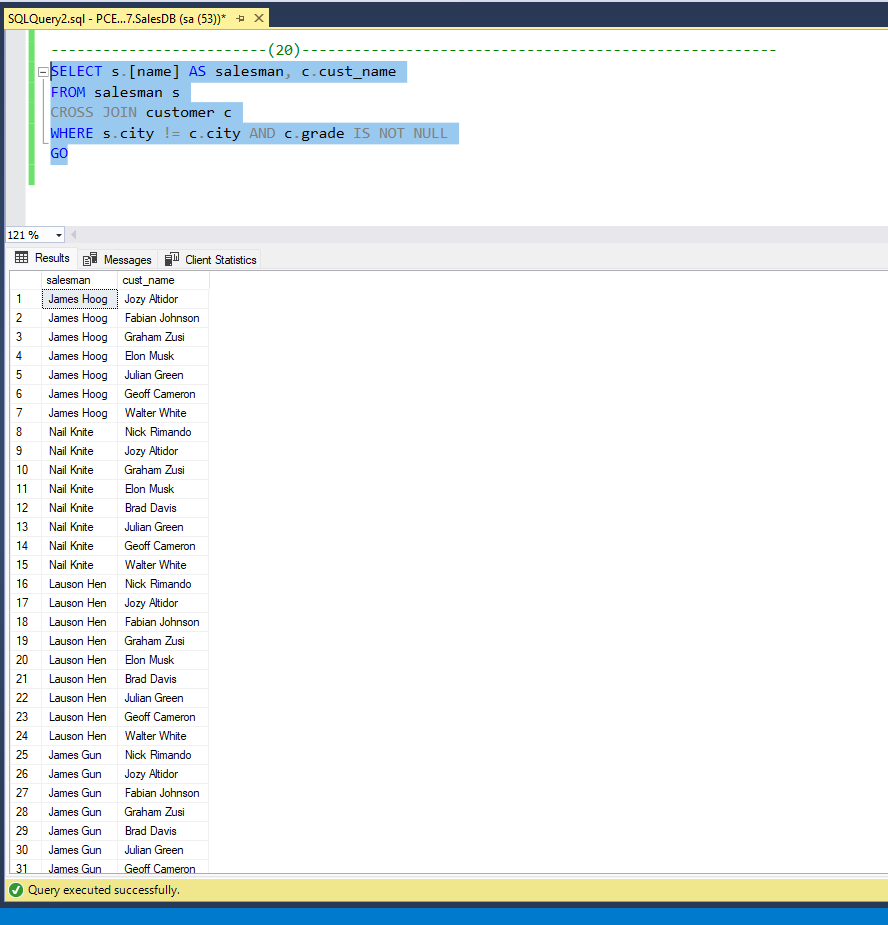 SQLQuery2.sql - PCE...7.SalesDB (sa (53))*
-------------------------(20)-------------------------------------------------------
SELECT s.[name] AS salesman, c.cust_name
FROM salesman s
CROSS JOIN customer c
WHERE s.city != c.city AND c.grade IS NOT NULL
GO
121 %
Results Messages Client Statistics
salesman cust_name
1 James Hoog Jozy Altidor
2 James Hoog Fabian Johnson
3 James Hoog Graham Zusi
4 James Hoog Elon Musk
5 James Hoog Julian Green
6 James Hoog Geoff Cameron
7 James Hoog Walter White
8 Nail Knite Nick Rimando
9 Nail Knite Jozy Altidor
10 Nail Knite Graham Zusi
11 Nail Knite Elon Musk
12 Nail Knite Brad Davis
13 Nail Knite Julian Green
14 Nail Knite Geoff Cameron
15 Nail Knite Walter White
16 Lauson Hen Nick Rimando
17 Lauson Hen Jozy Altidor
18 Lauson Hen Fabian Johnson
19 Lauson Hen Graham Zusi
20 Lauson Hen Elon Musk
21 Lauson Hen Brad Davis
22 Lauson Hen Julian Green
23 Lauson Hen Geoff Cameron
24 Lauson Hen Walter White
25 James Gun Nick Rimando
26 James Gun Jozy Altidor
27 James Gun Fabian Johnson
28 James Gun Graham Zusi
29 James Gun Brad Davis
30 James Gun Julian Green
31 James Gun Geoff Cameron
Query executed successfully.